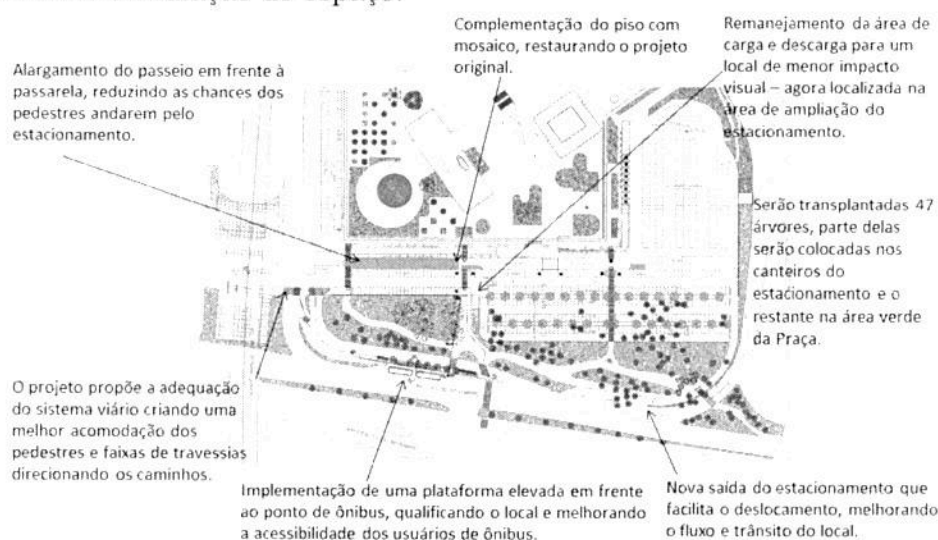 Complementação do piso com
mosaico, restaurando o projeto
original.
Remanejamento da área de
carga e descarga para um
local de menor impacto
visual – agora localizada na
área de ampliação do
estacionamento.
Alargamento do passeio em frente à
passarela, reduzindo as chances dos
pedestres andarem pelo
estacionamento.
Serão transplantadas 47
árvores, parte delas
serão colocadas nos
canteiros do
estacionamento e o
restante na área verde
da Praça.
O projeto propõe a adequação
do sistema viário criando uma
melhor acomodação dos
pedestres e faixas de travessias
direcionando os caminhos.
Implementação de uma plataforma elevada em frente
ao ponto de ônibus, qualificando o local e melhorando
a acessibilidade dos usuários de ônibus.
Nova saída do estacionamento que
facilita o deslocamento, melhorando
o fluxo e trânsito do local.